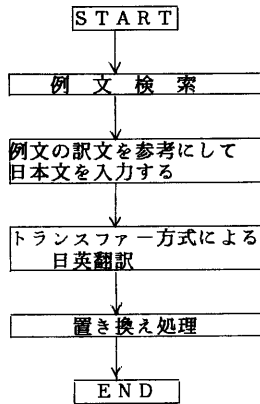 START
例文検索
例文の訳文を参考にして
日本文を入力する
トランスファー方式による
日英翻訳
置き換え処理
END